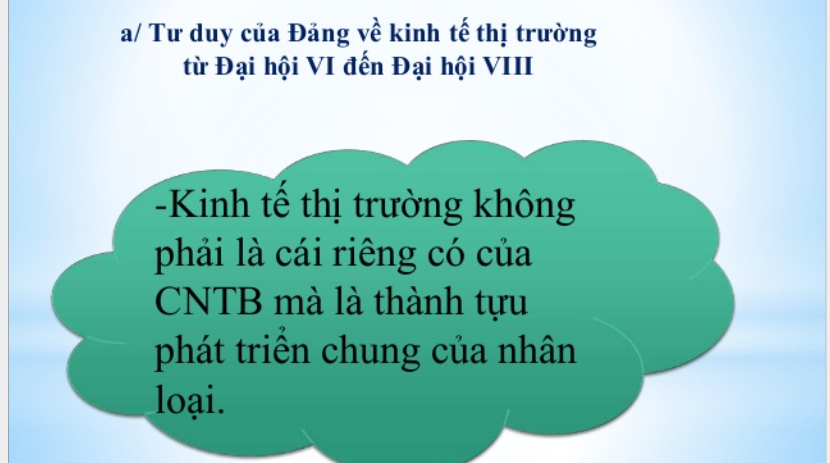 a/ Tư duy của Đảng về kinh tế thị trường
từ Đại hội VI đến Đại hội VIII
-Kinh tế thị trường không
phải là cái riêng có của
CNTB mà là thành tựu
phát triển chung của nhân
loại.